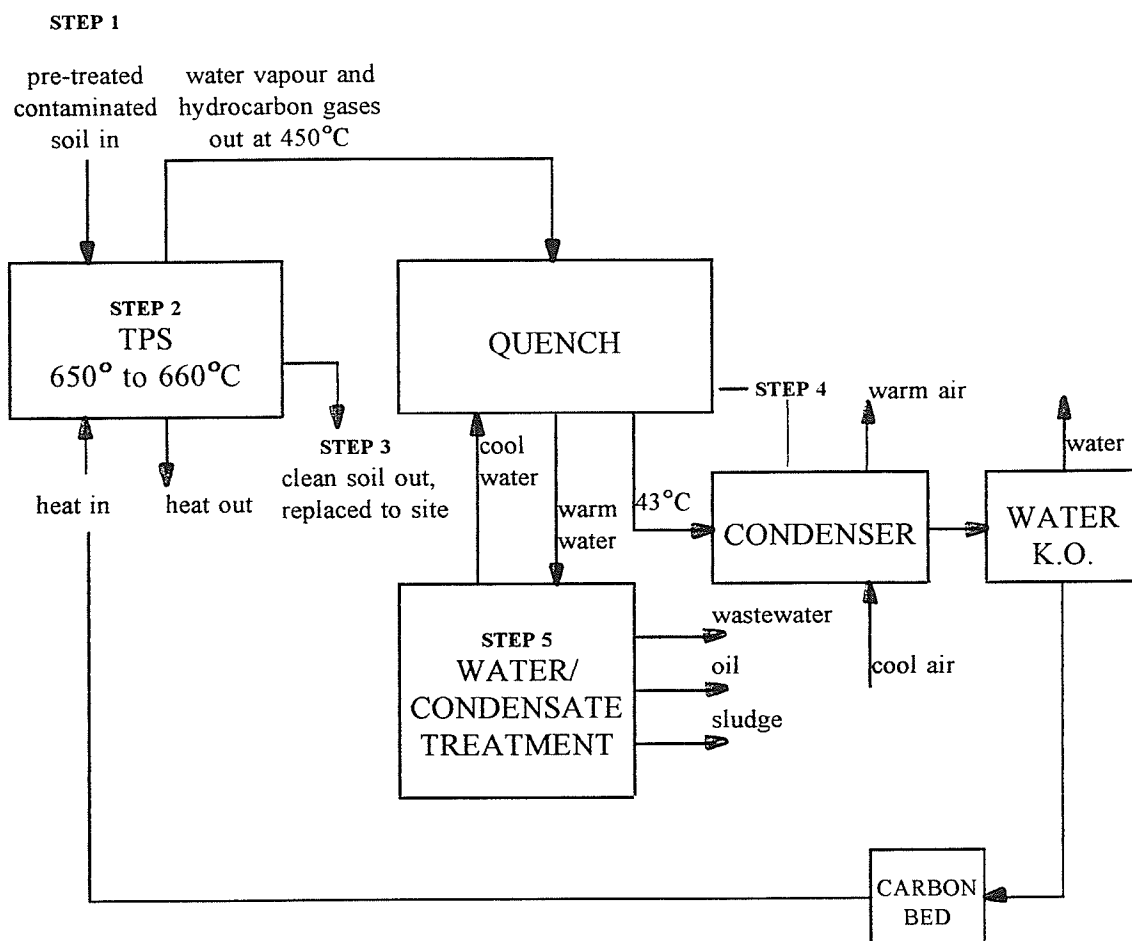 STEP 1
pre-treated
contaminated
soil in
water vapour and
hydrocarbon gases
out at 450°C
STEP 2
TPS
650° to 660°C
QUENCH
STEP 3
clean soil out,
replaced to site
heat in
heat out
cool
water
warm
water
43°C
STEP 4
warm air
CONDENSER
cool air
water
WATER
K.O.
STEP 5
WATER/
CONDENSATE
TREATMENT
wastewater
oil
sludge
CARBON
BED